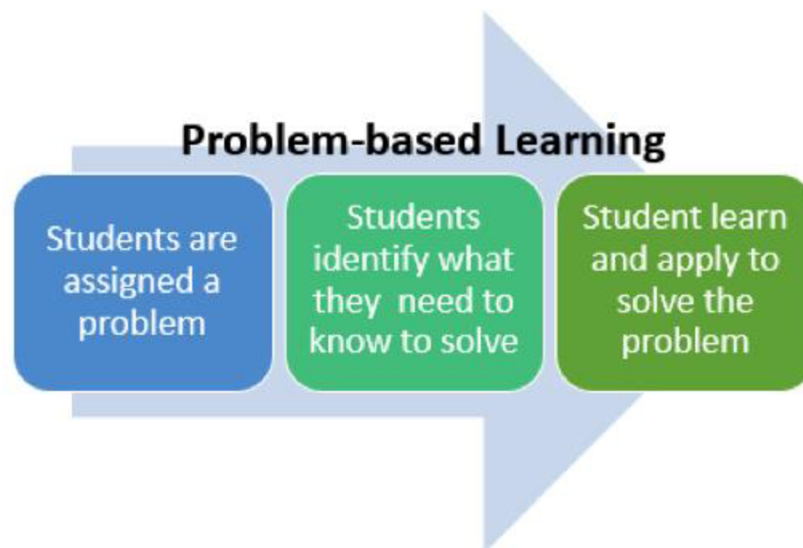 Problem-based Learning
Students are
assigned a
problem
Students
identify what
they need to
know to solve
Student learn
and apply to
solve the
problem